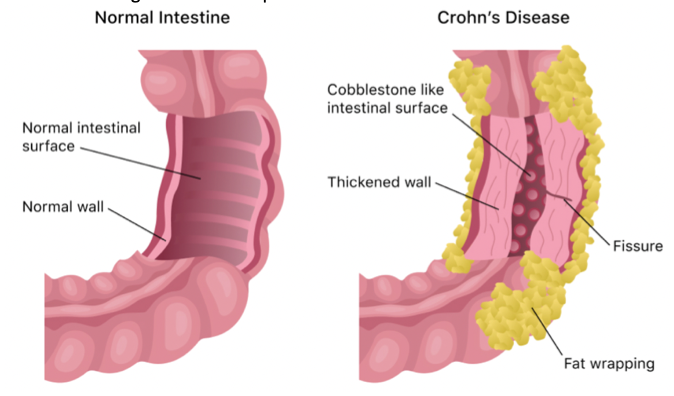 Normal Intestine
Crohn's Disease
Normal intestinal
surface
Normal wall
Cobblestone like
intestinal surface
Thickened wall
Fissure
Fat wrapping